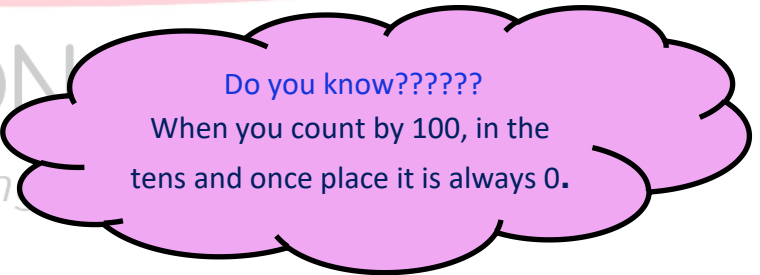 Do you know??????
When you count by 100, in the
tens and once place it is always 0.